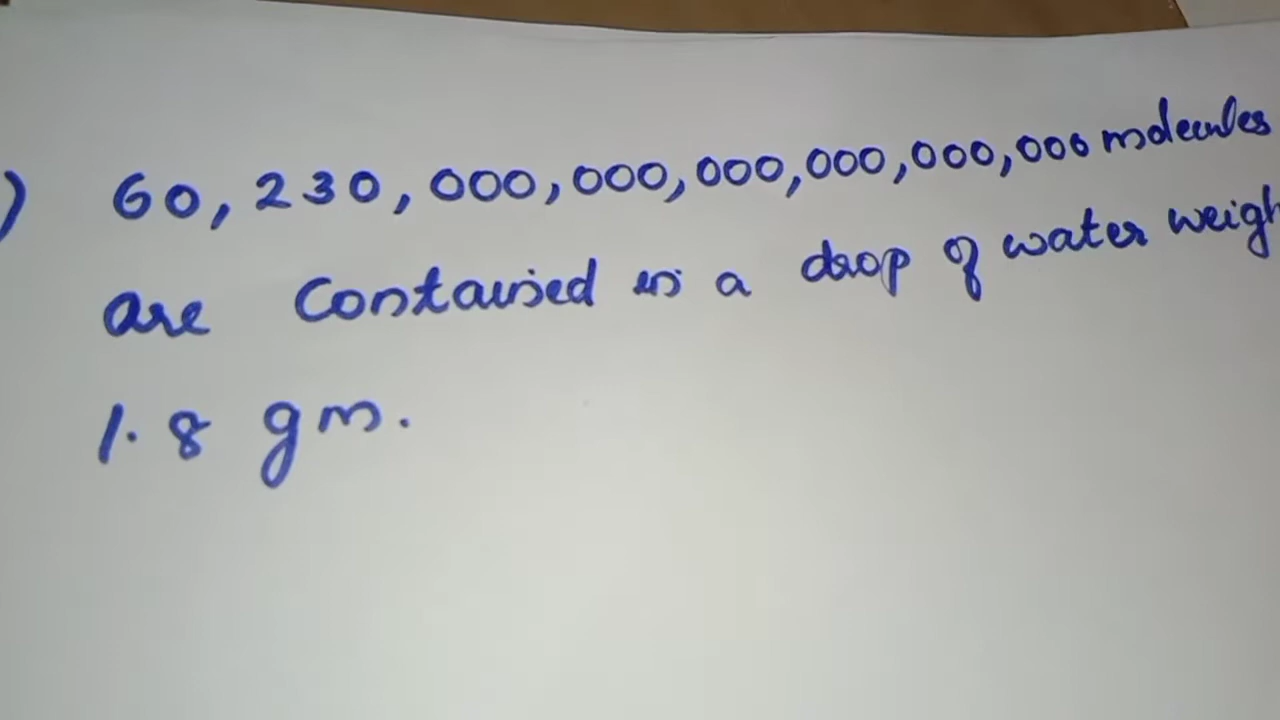 ) 60,230,000,000,000,000,000,000 molecules
are contained in a drop of water weigh
1.8 gm.